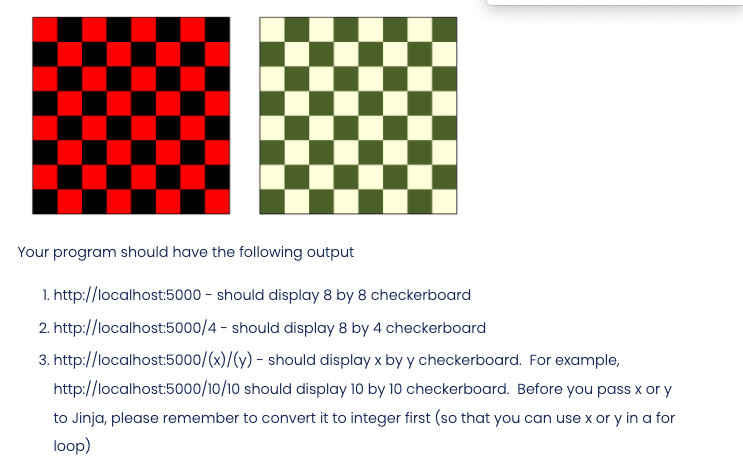 Your program should have the following output
1. http://localhost:5000 - should display 8 by 8 checkerboard
2. http://localhost:5000/4 - should display 8 by 4 checkerboard
3. http://localhost:5000/(x)/(y) - should display x by y checkerboard.  For example,
http://localhost:5000/10/10 should display 10 by 10 checkerboard.  Before you pass x or y
to Jinja, please remember to convert it to integer first (so that you can use x or y in a for
loop)